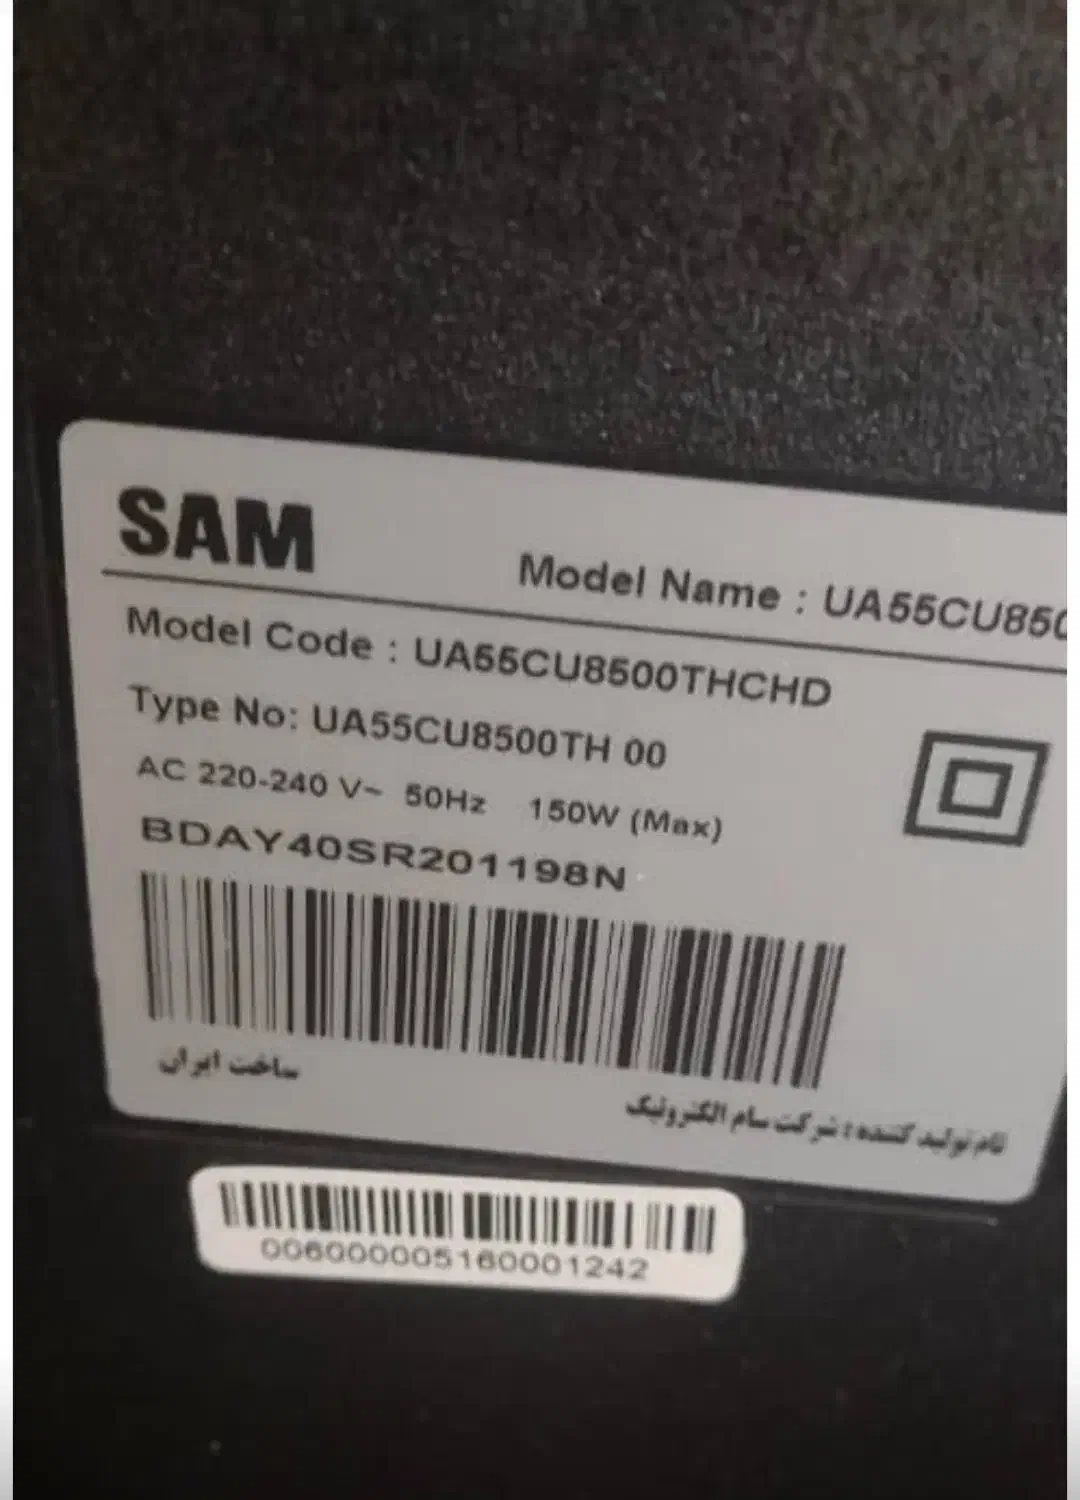 SAM
Model Name : UA55CU850
Model Code : UA55CU8500THCHD
Type No: UA55CU8500TH 00
AC 220-240 V~ 50Hz 150W (Max)
BDAY40SR201198N
ساخت ایران
نام تولید کننده : شرکت سام الکترونیک
006000005160001242